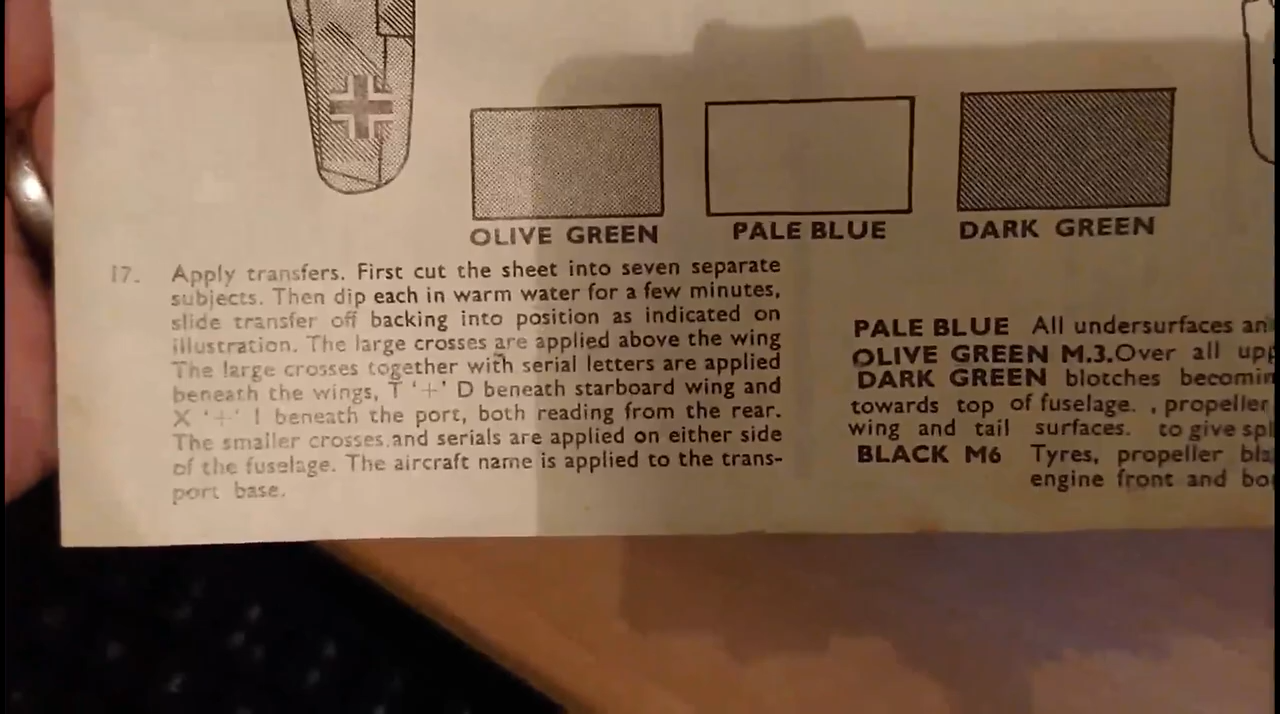 OLIVE GREEN
PALE BLUE
DARK GREEN
17. Apply transfers. First cut the sheet into seven separate
subjects. Then dip each in warm water for a few minutes,
slide transfer off backing into position as indicated on
illustration. The large crosses are applied above the wing
The large crosses together with serial letters are applied
beneath the wings, T '+' D beneath starboard wing and
X '+' I beneath the port, both reading from the rear.
The smaller crosses,and serials are applied on either side
of the fuselage. The aircraft name is applied to the trans-
port base.
PALE BLUE All undersurfaces
OLIVE GREEN M.3.Over all
DARK GREEN blotches
towards top of fuselage. , propeller
wing and tail surfaces. to give
BLACK M6 Tyres, propeller
engine front and